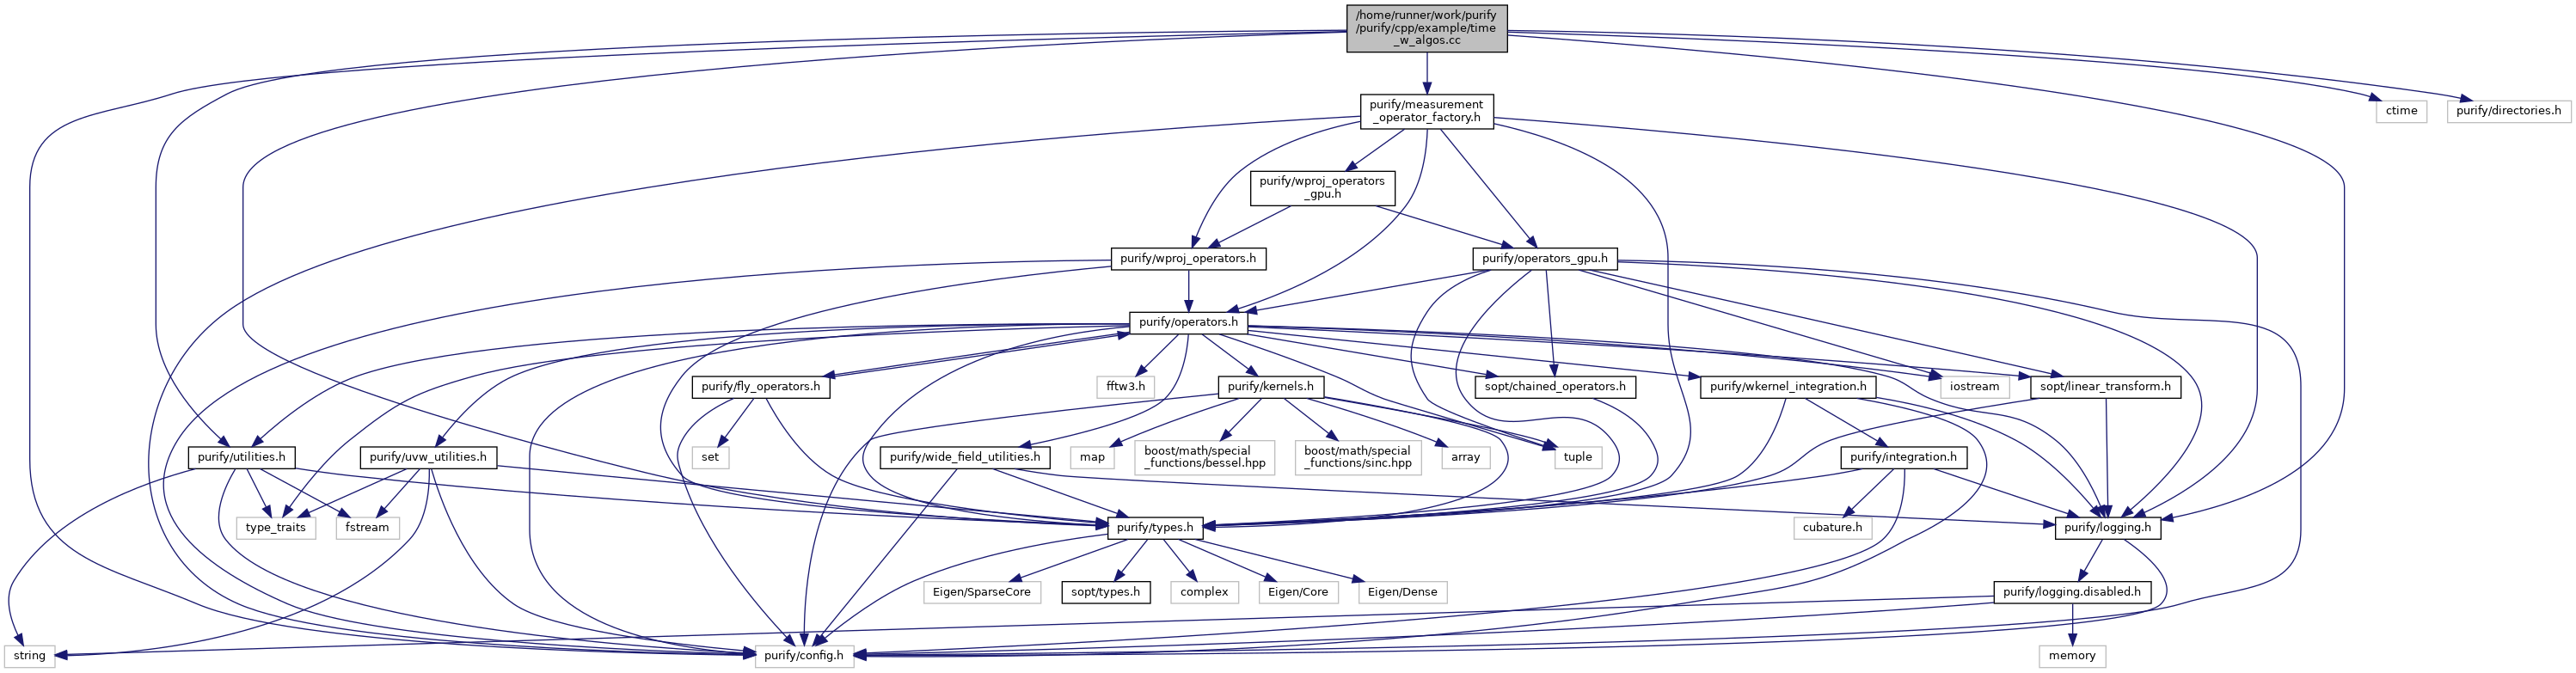 /home/runner/work/purify
/purify/cpp/example/time
_w_algos.cc
purify/measurement
_operator_factory.h
ctime
purify/directories.h
purify/wproj_operators
_gpu.h
purify/wproj_operators.h
purify/operators_gpu.h
purify/operators.h
purify/fly_operators.h
fftw3.h
purify/kernels.h
sopt/chained_operators.h
purify/wkernel_integration.h
iostream
sopt/linear_transform.h
purify/utilities.h
purify/uvw_utilities.h
set
purify/wide_field_utilities.h
map
boost/math/special
_functions/bessel.hpp
boost/math/special
_functions/sinc.hpp
array
tuple
purify/integration.h
type_traits
fstream
purify/types.h
cubature.h
purify/logging.h
Eigen/SparseCore
sopt/types.h
complex
Eigen/Core
Eigen/Dense
purify/logging.disabled.h
string
purify/config.h
memory